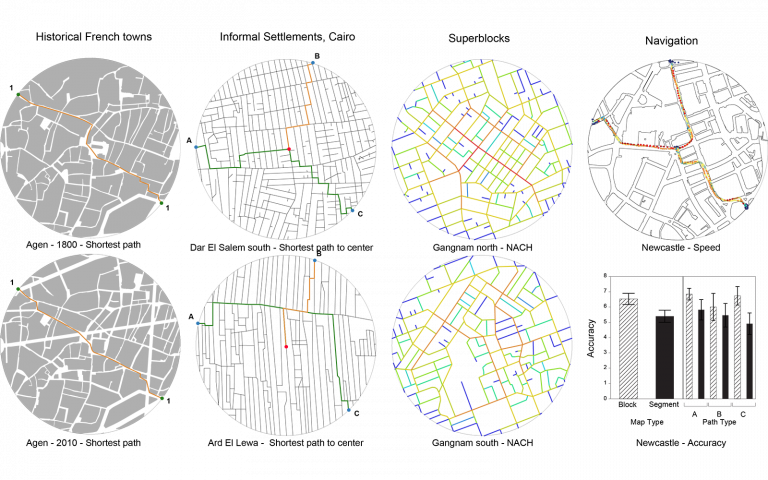 Historical French towns
Informal Settlements, Cairo
Superblocks
Navigation
1
1
Agen - 1800 - Shortest path
B
A
C
Dar El Salem south - Shortest path to center
Gangnam north - NACH
Newcastle - Speed
1
1
Agen - 2010 - Shortest path
B
A
C
Ard El Lewa - Shortest path to center
Gangnam south - NACH
8
7
6
5
4
3
2
1
0
Accuracy
Block Segment A B C
Map Type Path Type
Newcastle - Accuracy